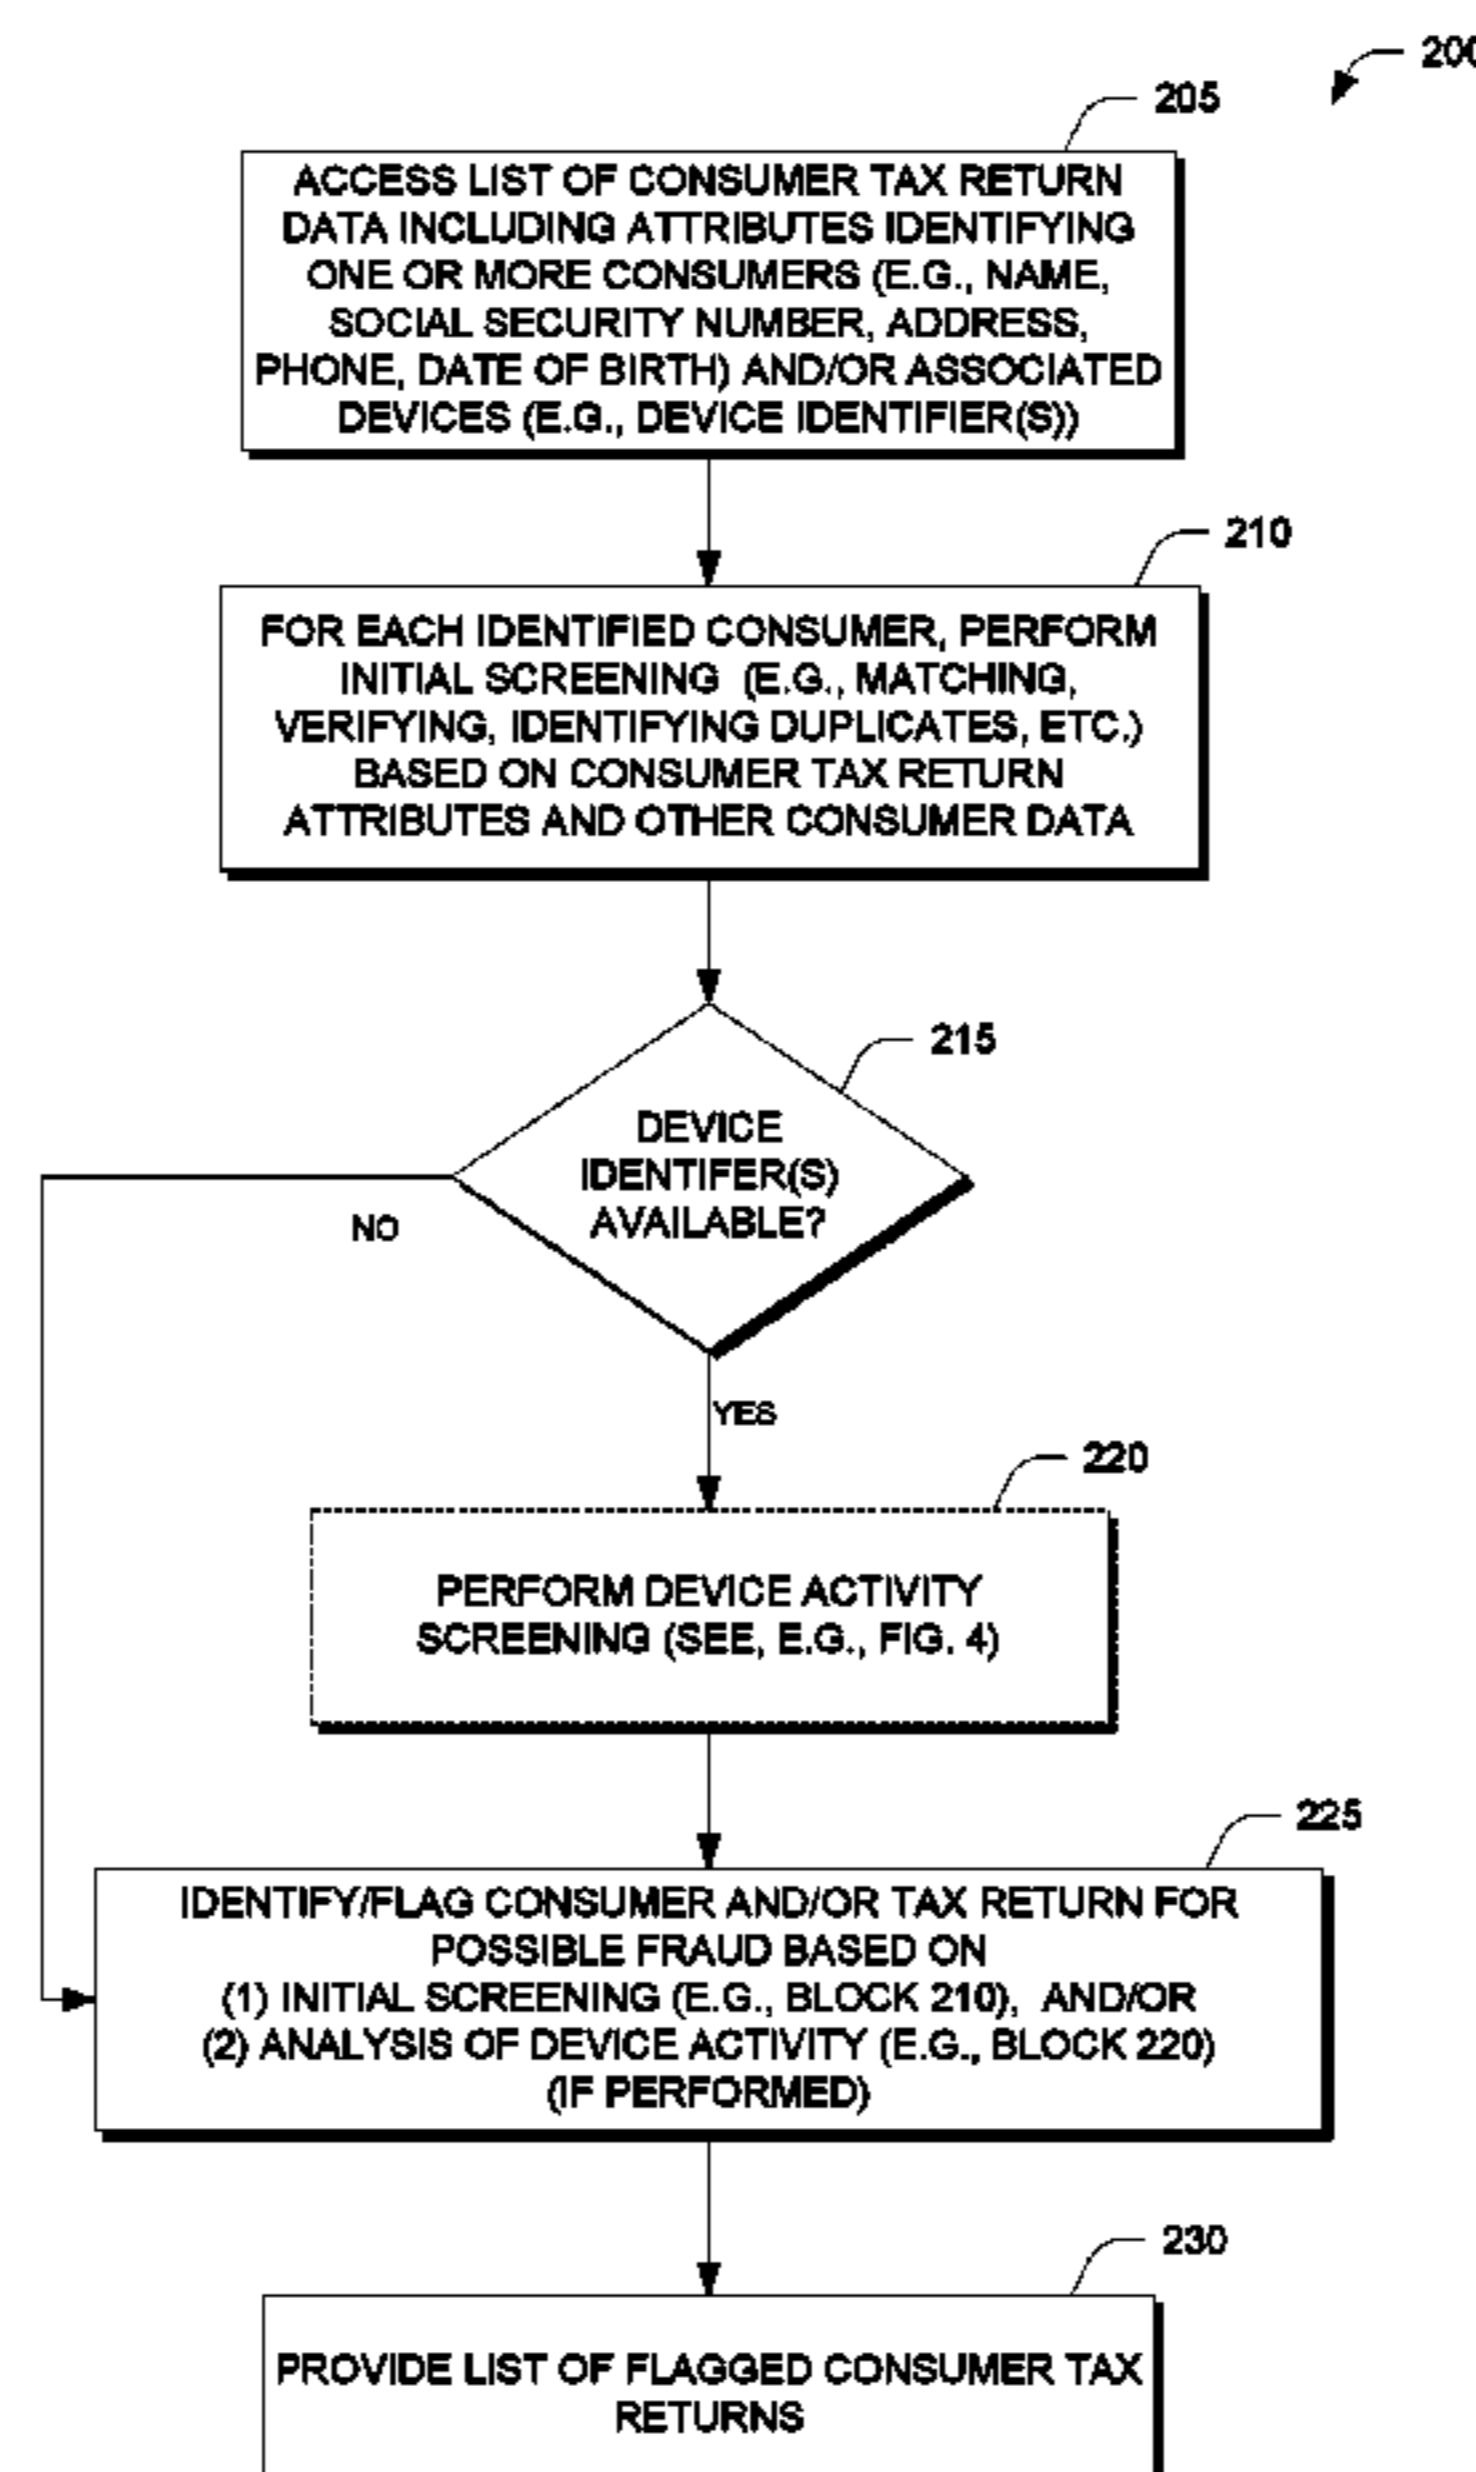 200
205
ACCESS LIST OF CONSUMER TAX RETURN
DATA INCLUDING ATTRIBUTES IDENTIFYING
ONE OR MORE CONSUMERS (E.G., NAME,
SOCIAL SECURITY NUMBER, ADDRESS,
PHONE, DATE OF BIRTH) AND/OR ASSOCIATED
DEVICES (E.G., DEVICE IDENTIFIER(S))
210
FOR EACH IDENTIFIED CONSUMER, PERFORM
INITIAL SCREENING (E.G., MATCHING,
VERIFYING, IDENTIFYING DUPLICATES, ETC.)
BASED ON CONSUMER TAX RETURN
ATTRIBUTES AND OTHER CONSUMER DATA
215
DEVICE
IDENTIFER(S)
AVAILABLE?
NO
YES
220
PERFORM DEVICE ACTIVITY
SCREENING (SEE, E.G., FIG. 4)
225
IDENTIFY/FLAG CONSUMER AND/OR TAX RETURN FOR
POSSIBLE FRAUD BASED ON
(1) INITIAL SCREENING (E.G., BLOCK 210), AND/OR
(2) ANALYSIS OF DEVICE ACTIVITY (E.G., BLOCK 220)
(IF PERFORMED)
230
PROVIDE LIST OF FLAGGED CONSUMER TAX
RETURNS